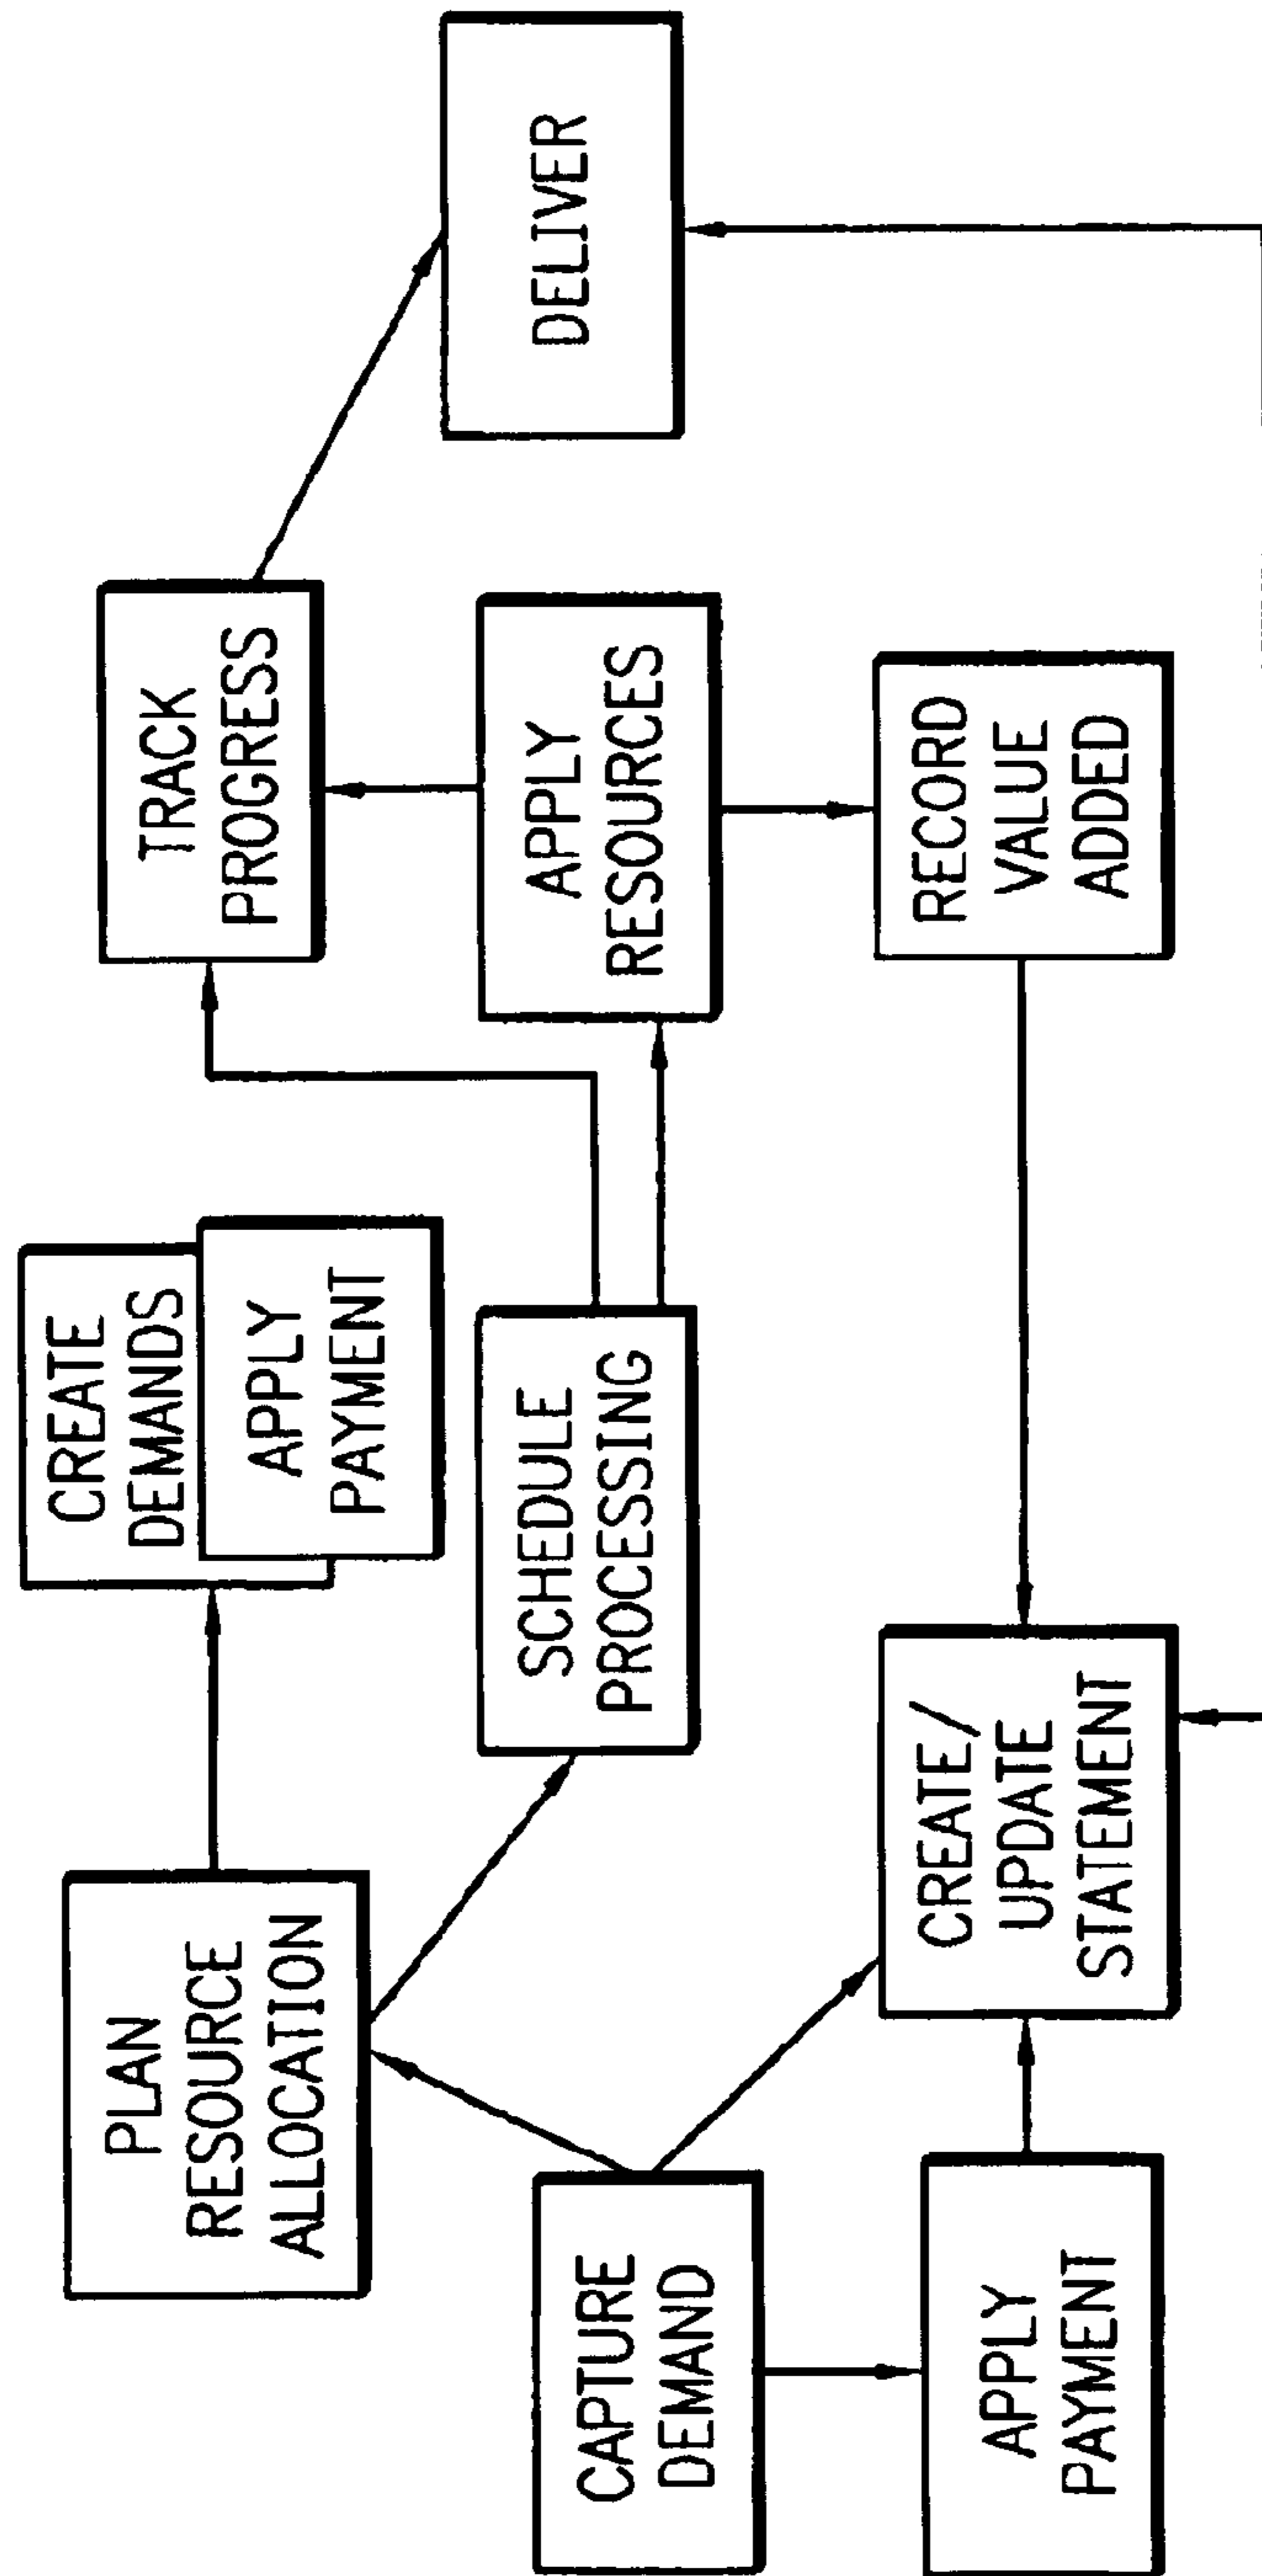 PLAN
RESOURCE
ALLOCATION
CREATE
DEMANDS
APPLY
PAYMENT
TRACK
PROGRESS
CAPTURE
DEMAND
SCHEDULE
PROCESSING
APPLY
RESOURCES
DELIVER
APPLY
PAYMENT
CREATE/
UPDATE
STATEMENT
RECORD
VALUE
ADDED